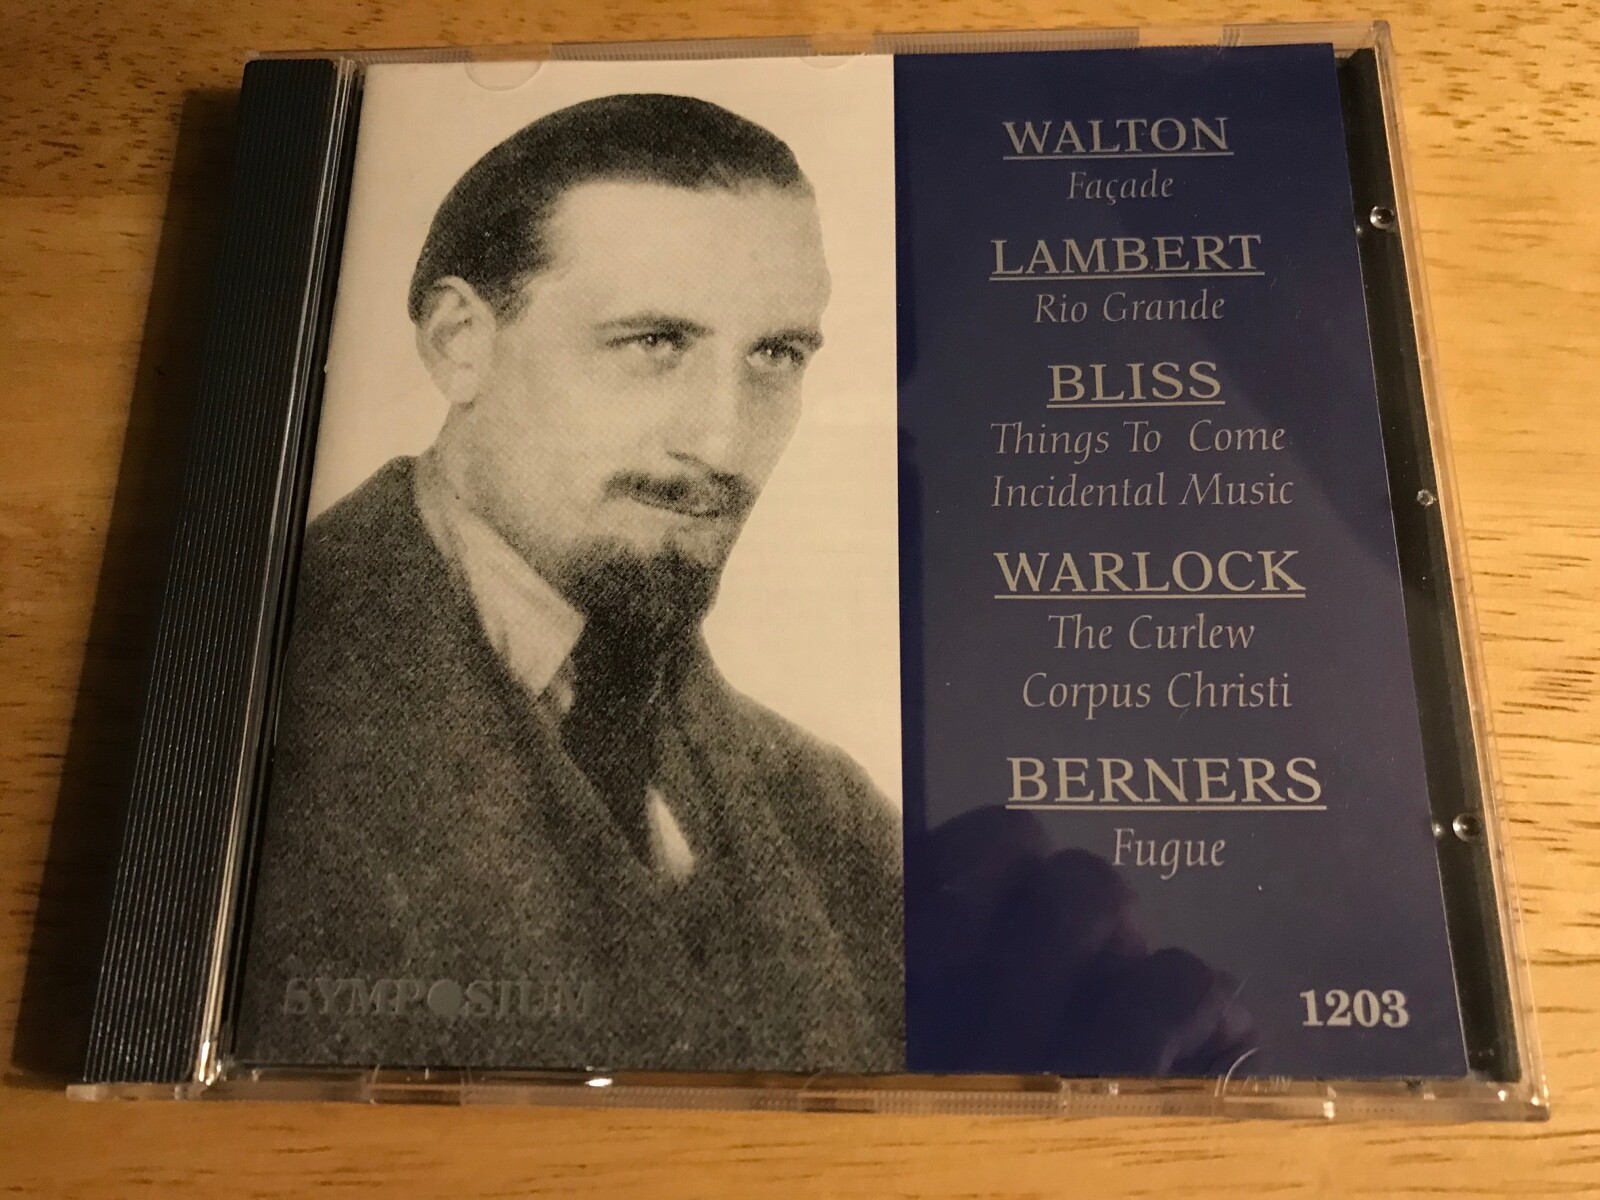 WALTON
Façade
LAMBERT
Rio Grande
BLISS
Things To Come
Incidental Music
WARLOCK
The Curlew
Corpus Christi
BERNERS
Fugue
SYMPOSIUM
1203